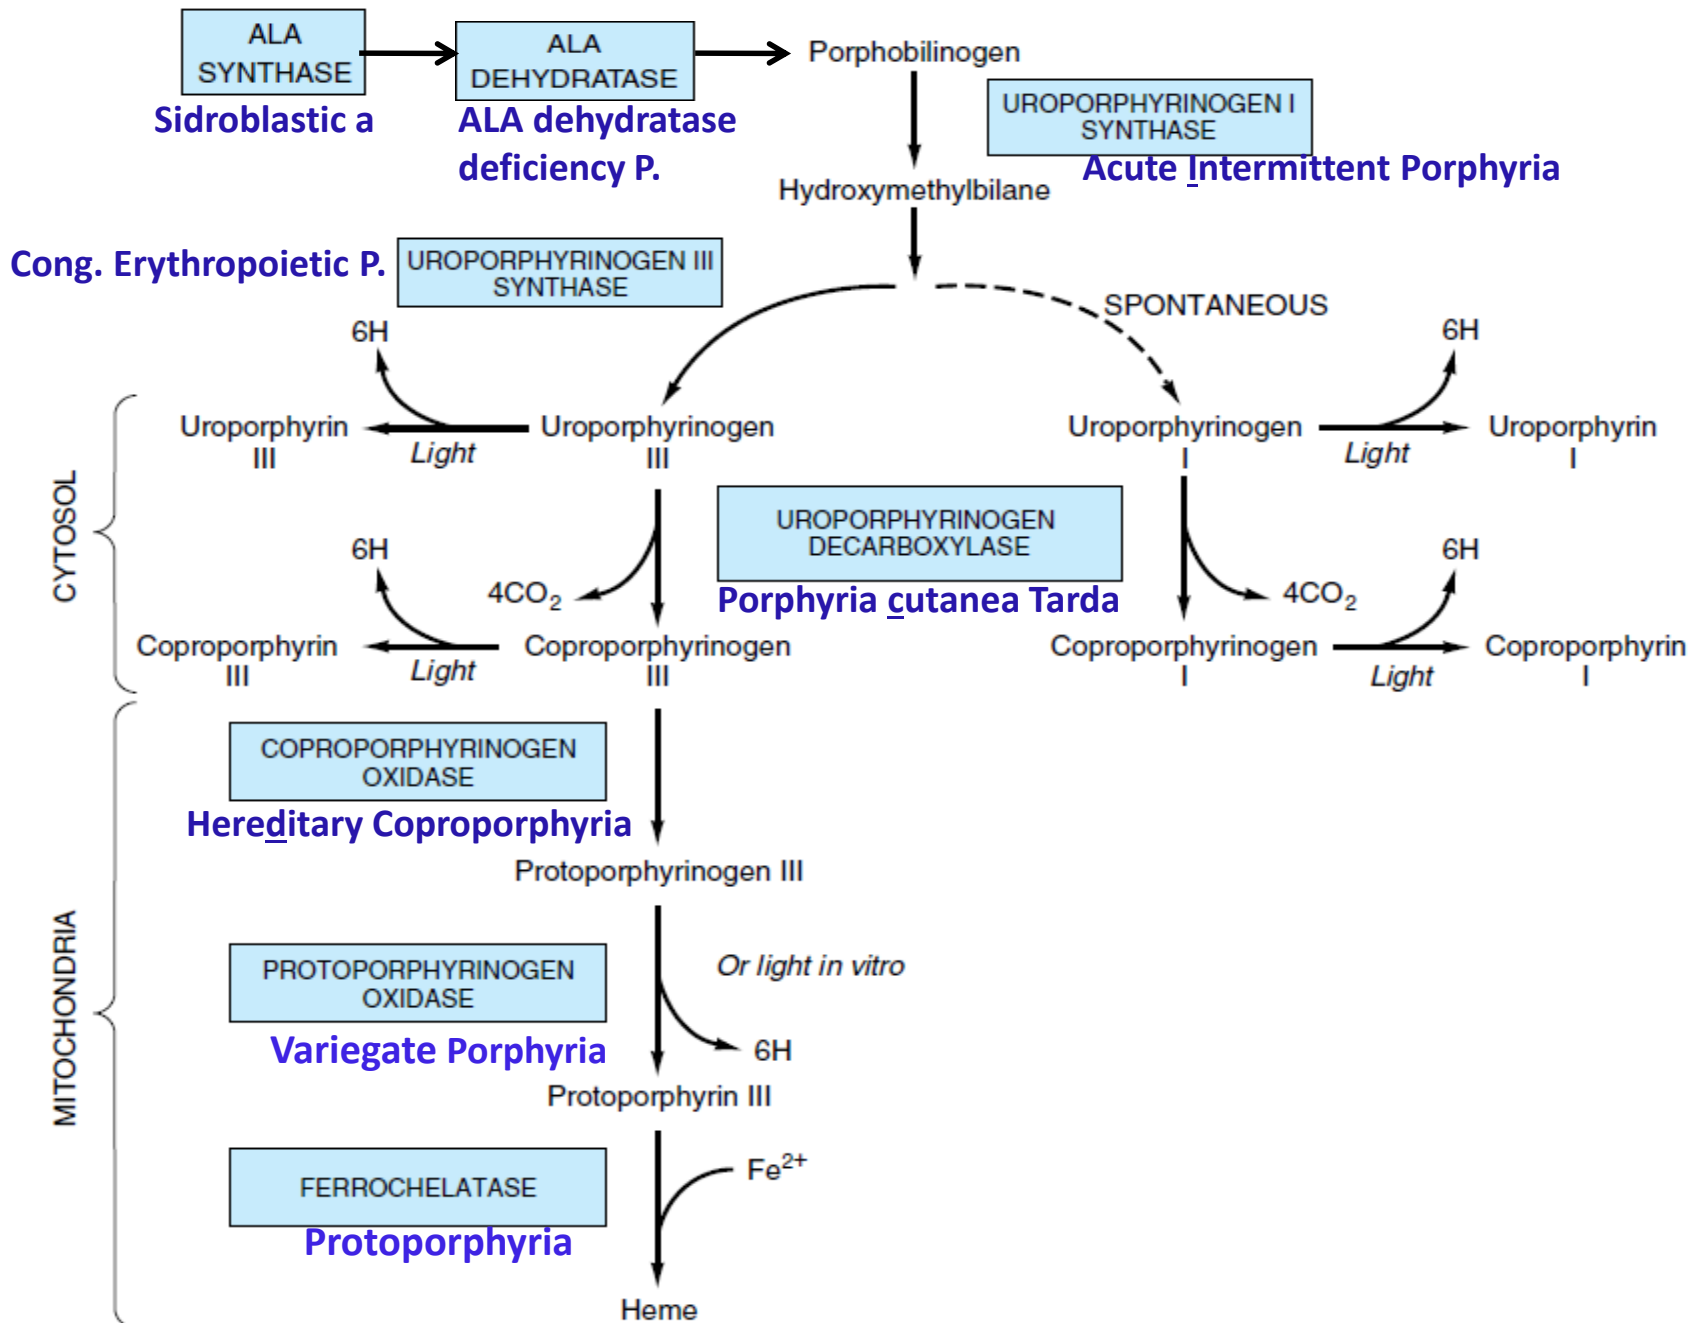 ALA
SYNTHASE
ALA
DEHYDRATASE
Porphobilinogen
Sidroblastic a
ALA dehydratase
deficiency P.
UROPORPHYRINOGEN I
SYNTHASE
Acute Intermittent Porphyria
Hydroxymethylbilane
Cong. Erythropoietic P.
UROPORPHYRINOGEN III
SYNTHASE
SPONTANEOUS
6H
6H
Uroporphyrin
III
Light
Uroporphyrinogen
III
Uroporphyrinogen
I
Light
Uroporphyrin
I
CYTOSOL
UROPORPHYRINOGEN
DECARBOXYLASE
Porphyria cutanea Tarda
6H
4CO2
4CO2
6H
Coproporphyrin
III
Light
Coproporphyrinogen
III
Coproporphyrinogen
I
Light
Coproporphyrin
I
COPROPORPHYRINOGEN
OXIDASE
Hereditary Coproporphyria
Protoporphyrinogen III
MITOCHONDRIA
PROTOPORPHYRINOGEN
OXIDASE
Or light in vitro
Variegate Porphyria
6H
Protoporphyrin III
FERROCHELATASE
Fe2+
Protoporphyria
Heme